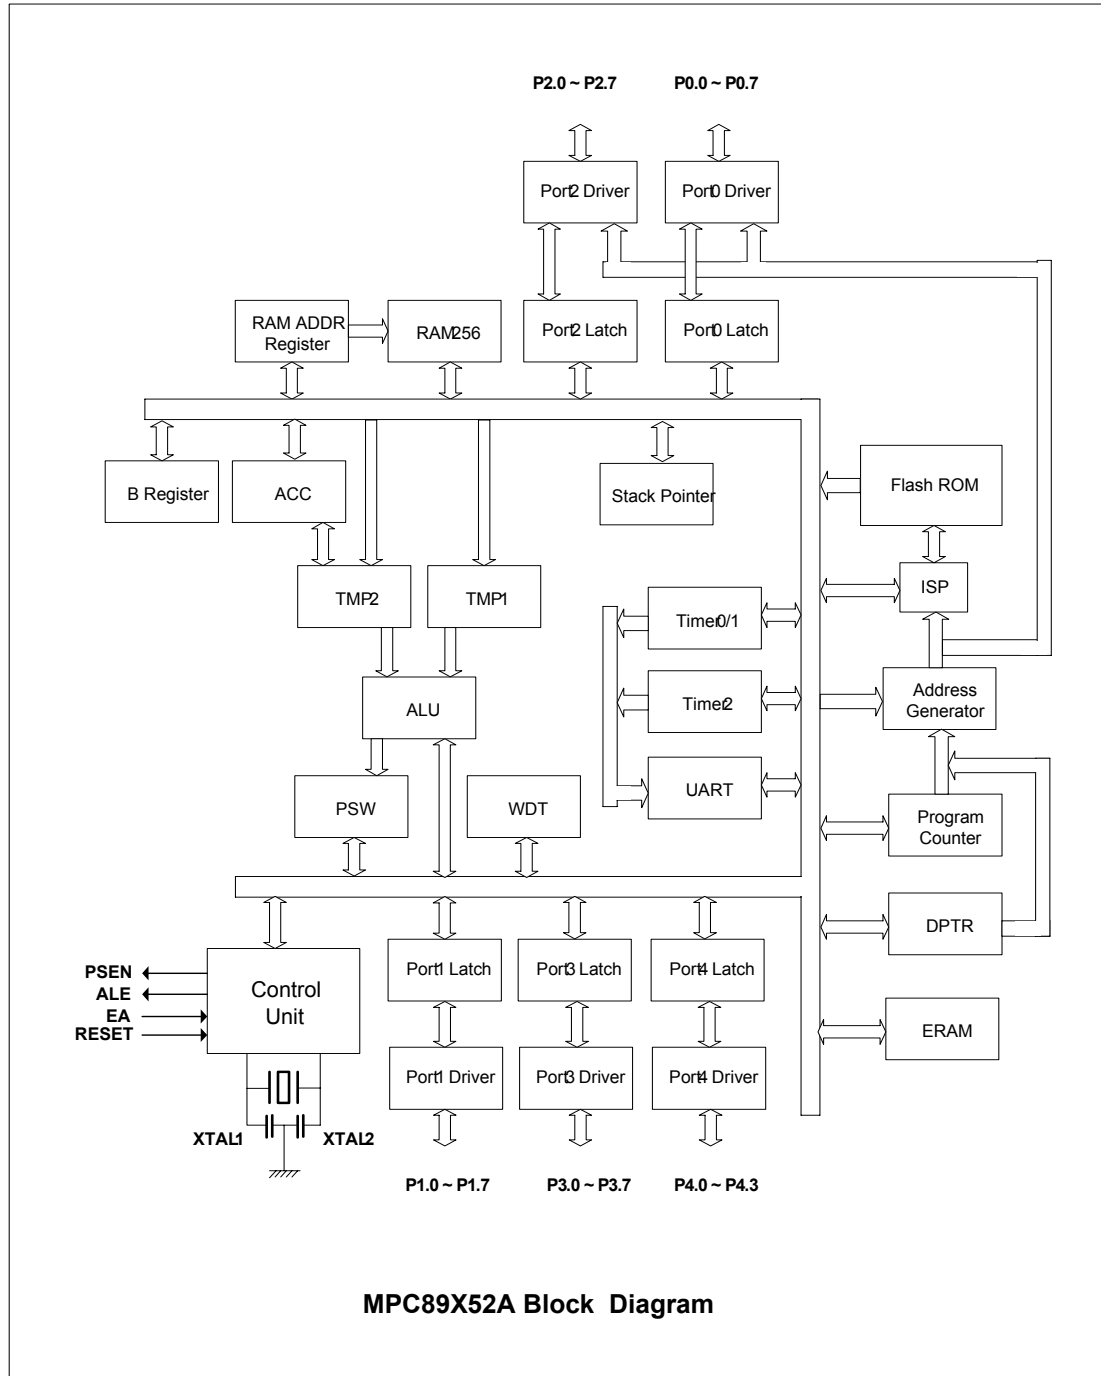 P2.0 ~ P2.7
P0.0 ~ P0.7
Port2 Driver
Port0 Driver
RAM ADDR
Register
RAM256
Port2 Latch
Port0 Latch
B Register
ACC
Stack Pointer
Flash ROM
TMP2
TMP1
ISP
Timer0/1
ALU
Timer2
Address
Generator
PSW
WDT
UART
Program
Counter
DPTR
PSEN
ALE
EA
RESET
Control
Unit
Port1 Latch
Port3 Latch
Port4 Latch
ERAM
Port1 Driver
Port3 Driver
Port4 Driver
XTAL1
XTAL2
P1.0 ~ P1.7
P3.0 ~ P3.7
P4.0 ~ P4.3
MPC89X52A Block Diagram